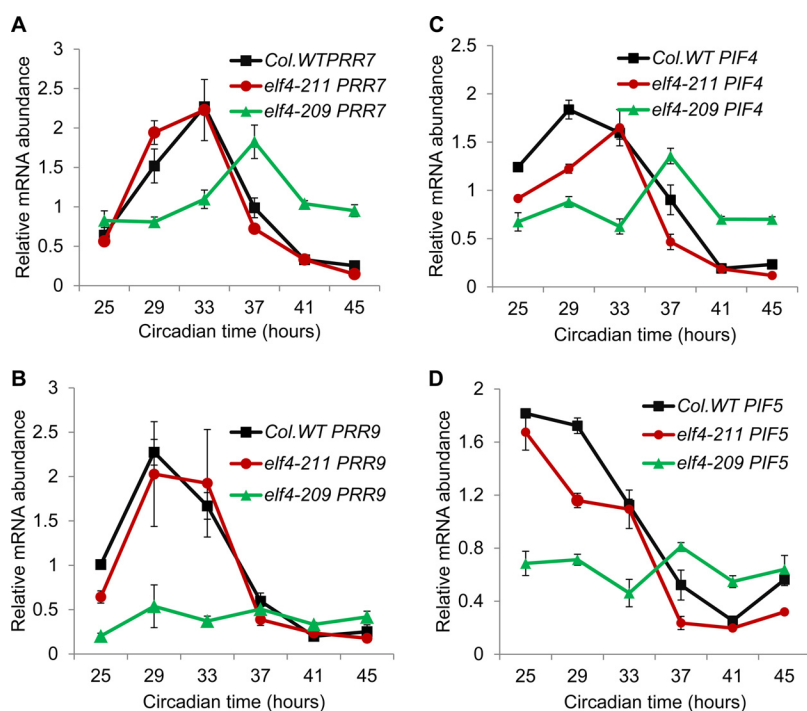 A
Relative mRNA abundance
3
2.5
2
1.5
1
0.5
0
Col.WTPRR7
elf4-211 PRR7
elf4-209 PRR7
25 29 33 37 41 45
Circadian time (hours)
B
Relative mRNA abundance
3
2.5
2
1.5
1
0.5
0
Col.WT PRR9
elf4-211 PRR9
elf4-209 PRR9
25 29 33 37 41 45
Circadian time (hours)
C
Relative mRNA abundance
2.5
2
1.5
1
0.5
0
Col.WT PIF4
elf4-211 PIF4
elf4-209 PIF4
25 29 33 37 41 45
Circadian time (hours)
D
Relative mRNA abundance
2
1.6
1.2
0.8
0.4
0
Col.WT PIF5
elf4-211 PIF5
elf4-209 PIF5
25 29 33 37 41 45
Circadian time (hours)